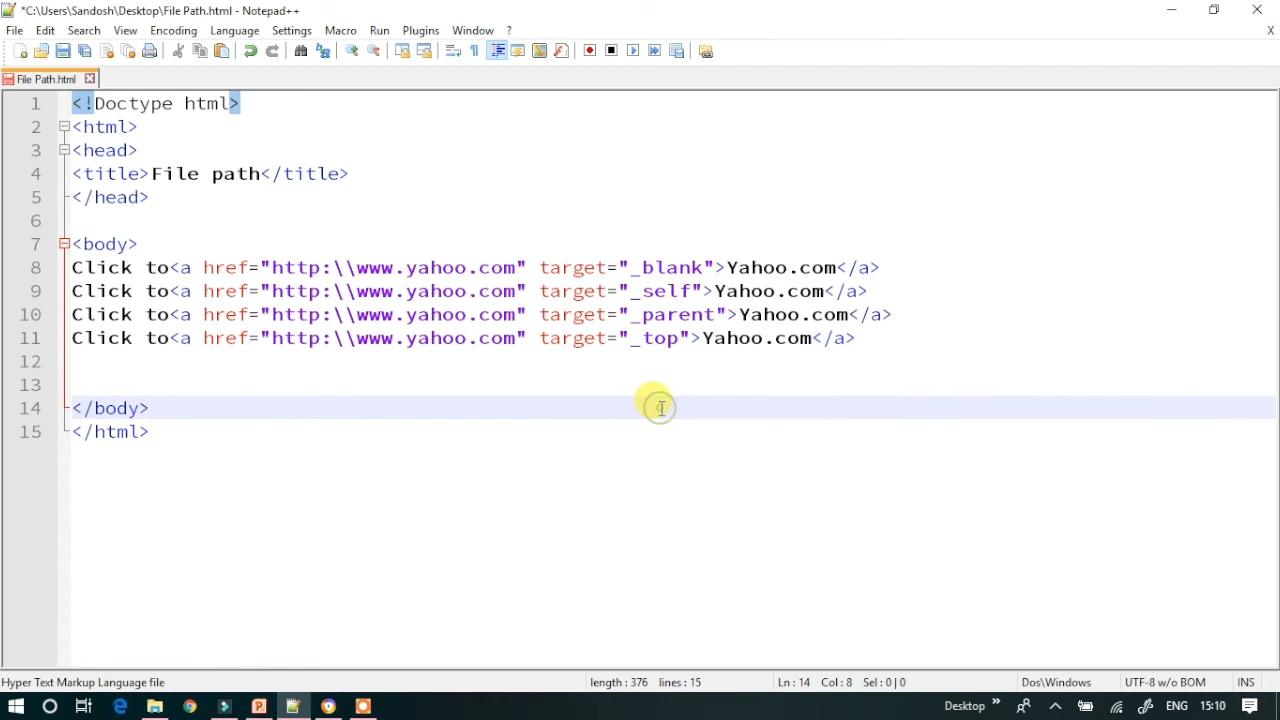 *C:\Users\Sandosh\Desktop\File Path.html - Notepad++
File Edit Search View Encoding Language Settings Macro Run Plugins Window ? X
File Path.html
1 <!Doctype html>
2 <html>
3 <head>
4 <title>File path</title>
5 </head>
6
7 <body>
8 Click to<a href="http:\\www.yahoo.com" target="_blank">Yahoo.com</a>
9 Click to<a href="http:\\www.yahoo.com" target="_self">Yahoo.com</a>
10 Click to<a href="http:\\www.yahoo.com" target="_parent">Yahoo.com</a>
11 Click to<a href="http:\\www.yahoo.com" target="_top">Yahoo.com</a>
12
13
14 </body>
15 </html>
Hyper Text Markup Language file length : 376 lines : 15 Ln : 14 Col : 8 Sel : 0 | 0 Dos\Windows UTF-8 w/o BOM INS
Desktop » ENG 15:10